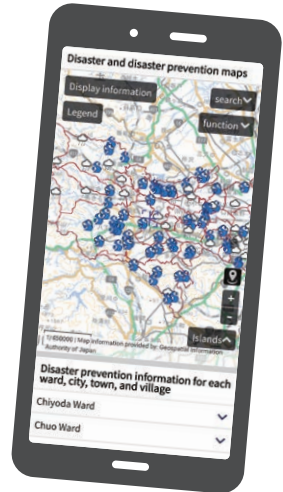 Disaster and disaster prevention maps
Display information
search
Legend
function
Islands
Map information provided by: Geospatial Information
Authority of Japan
Disaster prevention information for each
ward, city, town, and village
Chiyoda Ward
Chuo Ward